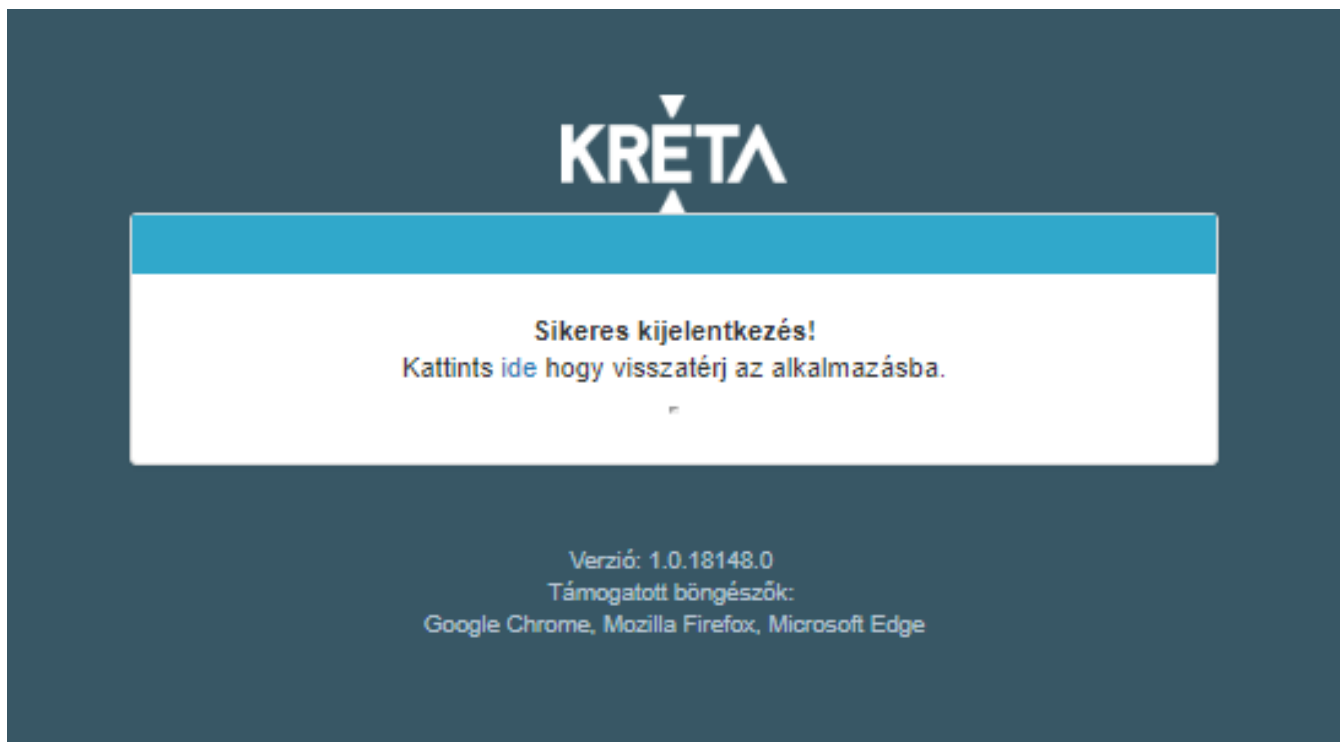 KRÉTA
Sikeres kijelentkezés!
Kattints ide hogy visszatérj az alkalmazásba.
Verzió: 1.0.18148.0
Támogatott böngészők:
Google Chrome, Mozilla Firefox, Microsoft Edge